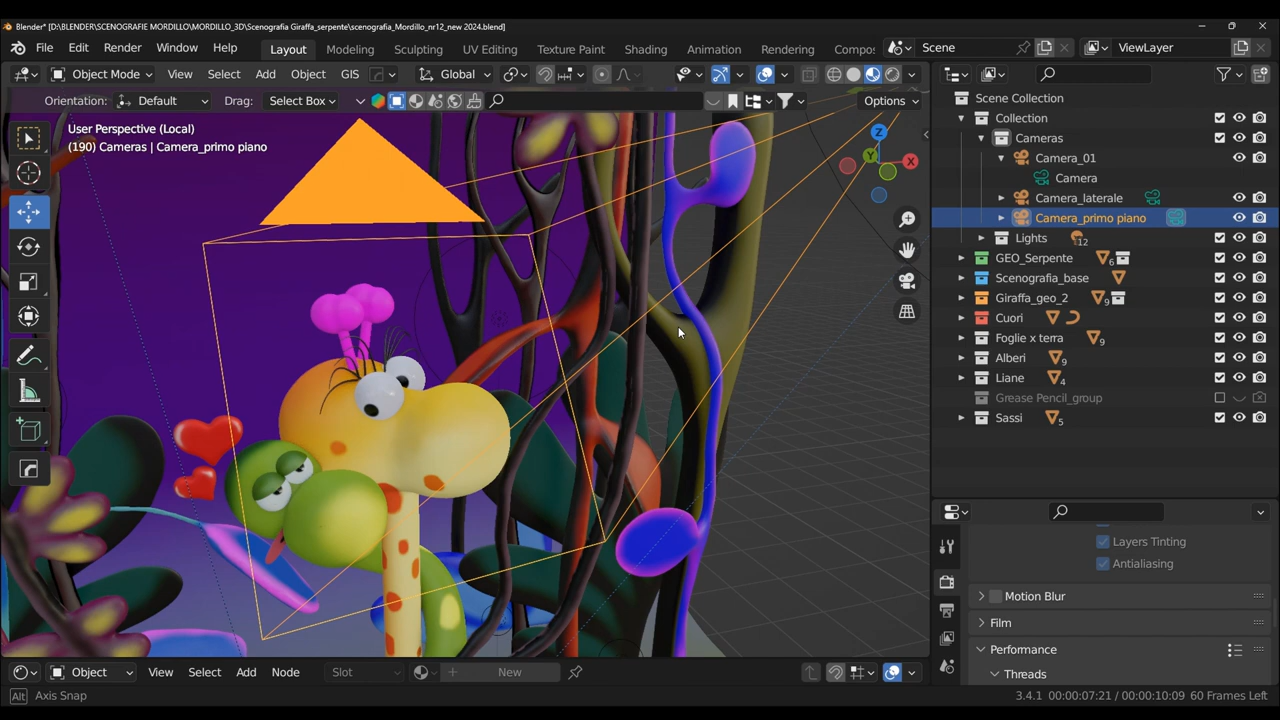 Blender* [D:\BLENDER\SCENOGRAFIE MORDILLO\MORDILLO_3D\Scenografia Giraffa_serpente\scenografia_Mordillo_nr12_new 2024.blend]
File Edit Render Window Help Layout Modeling Sculpting UV Editing Texture Paint Shading Animation Rendering Compos Scene ViewLayer
Object Mode View Select Add Object GIS Global
Orientation: Default Drag: Select Box Options
User Perspective (Local)
(190) Cameras | Camera_primo piano
Z
Y
X
Scene Collection
Collection
Cameras
Camera_01
Camera
Camera_laterale
Camera_primo piano
Lights 12
GEO_Serpente 6
Scenografia_base
Giraffa_geo_2 9
Cuori
Foglie x terra 9
Alberi 9
Liane 4
Grease Pencil_group
Sassi 5
Layers Tinting
Antialiasing
Motion Blur
Film
Performance
Threads
Object View Select Add Node Slot New
Alt Axis Snap 3.4.1 00:00:07:21 / 00:00:10:09 60 Frames Left